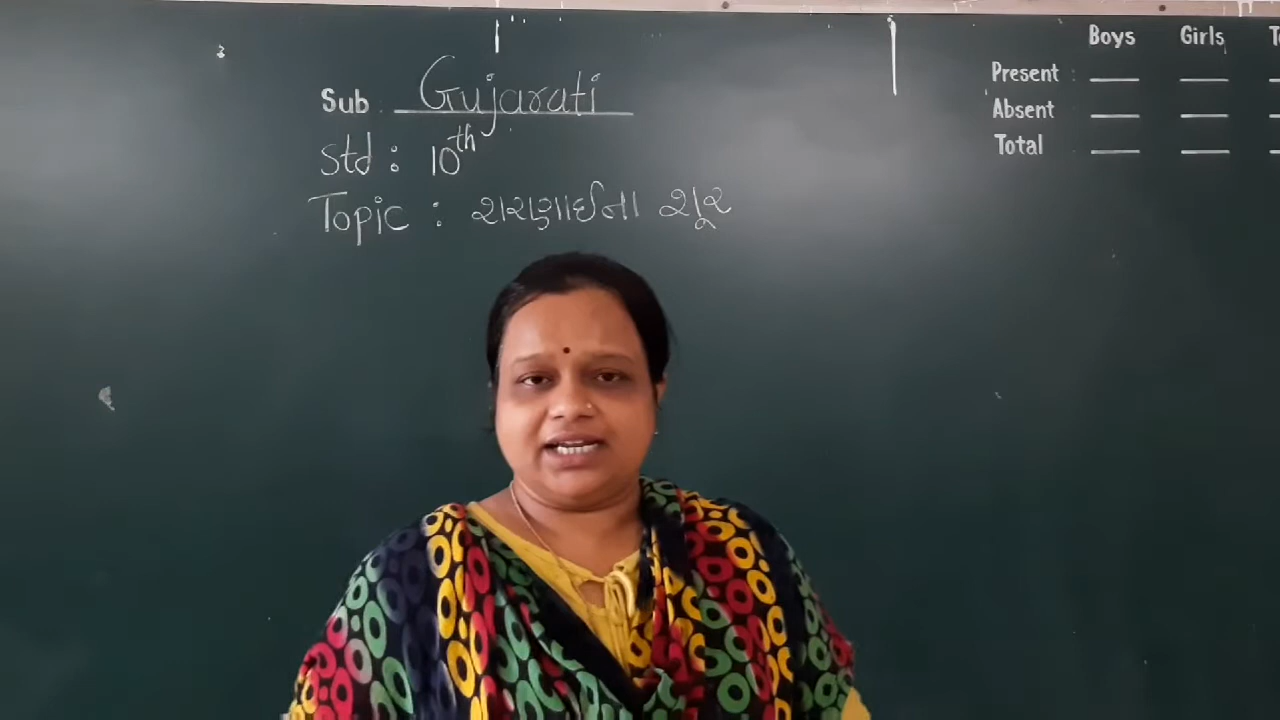 Sub : Gujarati
Std : 10th
Topic : શરણાઈના શૂર
Boys Girls
Present :
Absent
Total